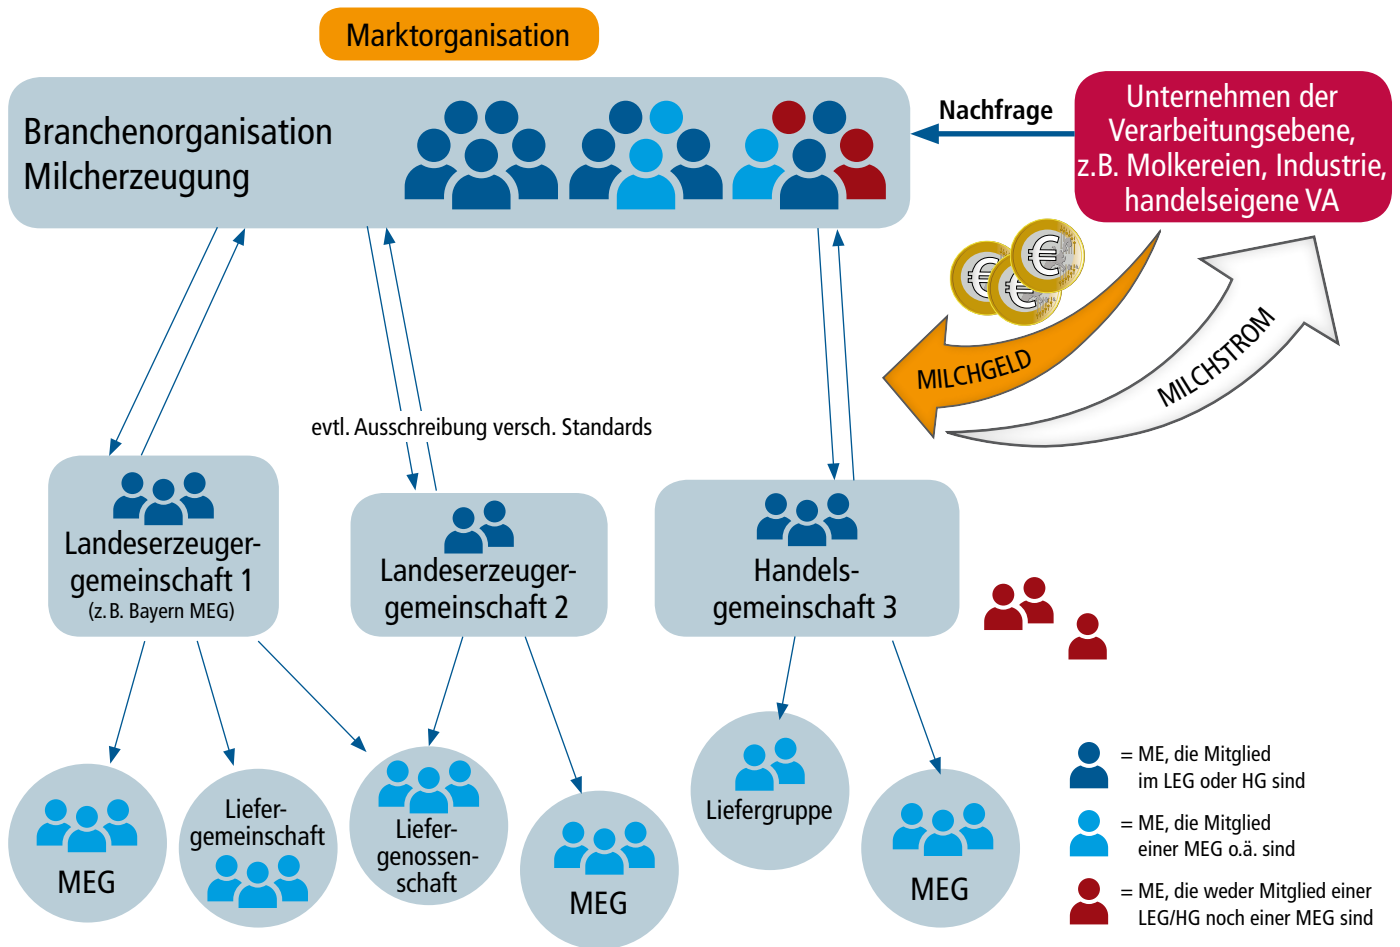 Marktorganisation
Branchenorganisation
Milcherzeugung
Nachfrage
Unternehmen der
Verarbeitungsebene,
z.B. Molkereien, Industrie,
handelseigene VA
€
€
€
MILCHGELD
MILCHSTROM
evtl. Ausschreibung versch. Standards
Landeserzeuger-
gemeinschaft 1
(z. B. Bayern MEG)
Landeserzeuger-
gemeinschaft 2
Handels-
gemeinschaft 3
MEG
Liefer-
gemeinschaft
Liefer-
genossen-
schaft
MEG
Liefergruppe
MEG
= ME, die Mitglied
im LEG oder HG sind
= ME, die Mitglied
einer MEG o.ä. sind
= ME, die weder Mitglied einer
LEG/HG noch einer MEG sind